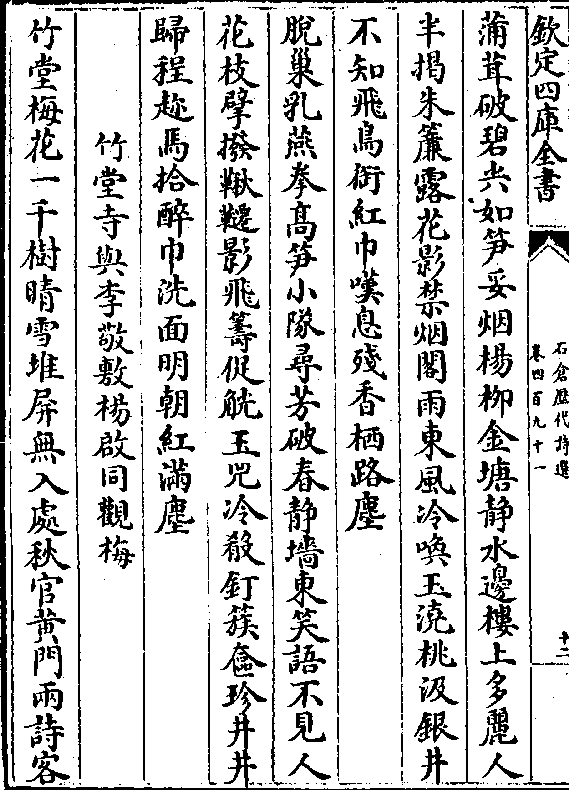 欽定四庫全書
石倉歴代詩選
卷四百九十一
十二
蒲茸破碧尖如笋妥烟楊柳金塘静水邊樓上多麗人
半揭朱簾露花影禁烟閣雨東風冷喚玉澆桃汲銀井
不知飛鳥銜紅巾嘆息殘香栖路塵
脫巢乳燕拳高笋小隊尋芳破春静墻東笑語不見人
花枝擘撥鞦韆影飛籌促觥玉兕冷殺飣簇奩珍井井
歸程趂馬拾醉巾洗面明朝紅滿塵
竹堂寺與李敬敷楊啟同觀梅
竹堂梅花一千樹晴雪堆屏無入處秋官黄門兩詩客